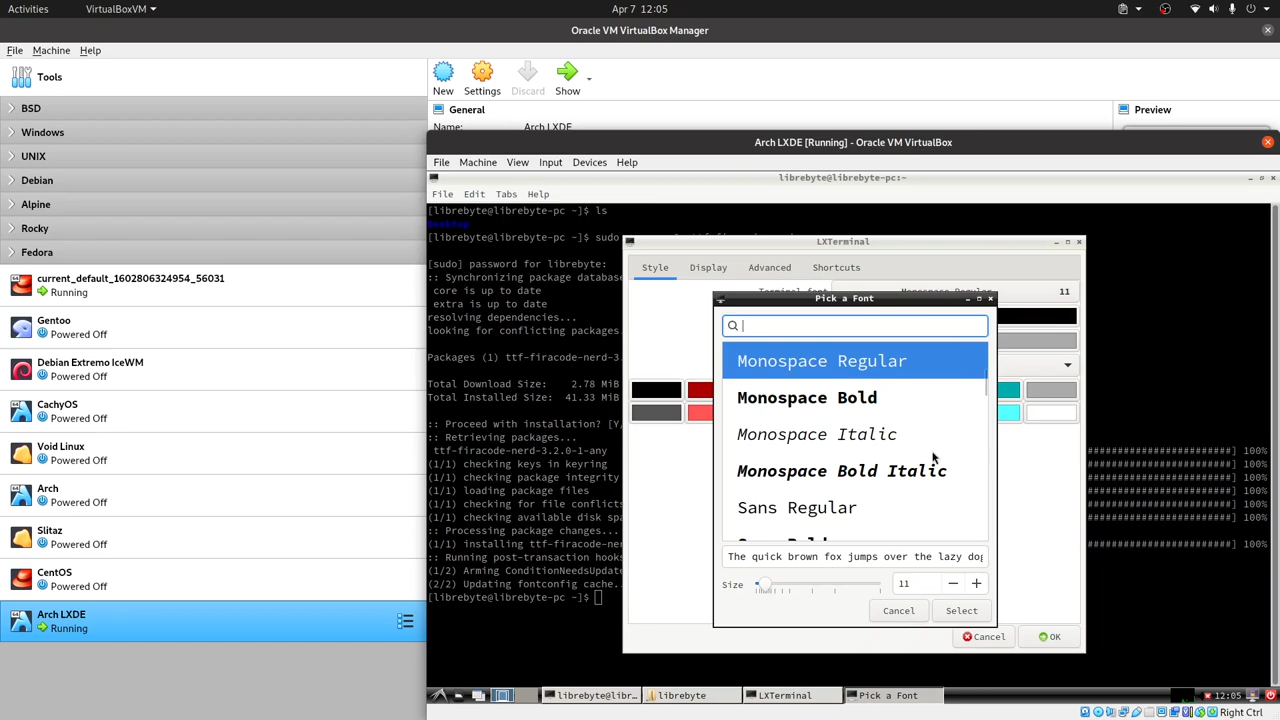 Activities
VirtualBoxVM
Apr 7 12:05
Oracle VM VirtualBox Manager
File Machine Help
Tools
New Settings Discard Show
BSD
Windows
UNIX
Debian
Alpine
Rocky
Fedora
current_default_1602806324954_56031
Running
Gentoo
Powered Off
Debian Extremo IceWM
Powered Off
CachyOS
Powered Off
Void Linux
Powered Off
Arch
Powered Off
Slitaz
Powered Off
CentOS
Powered Off
Arch LXDE
Running
General
Preview
Name: Arch LXDE
Arch LXDE [Running] - Oracle VM VirtualBox
File Machine View Input Devices Help
librebyte@librebyte-pc:~
File Edit Tabs Help
[librebyte@librebyte-pc ~]$ ls
Desktop
[librebyte@librebyte-pc ~]$ sudo
[sudo] password for librebyte:
:: Synchronizing package database
core is up to date
extra is up to date
resolving dependencies...
looking for conflicting packages.
Packages (1) ttf-firacode-nerd-3.
Total Download Size: 2.78 MiB
Total Installed Size: 41.33 MiB
:: Proceed with installation? [Y/
:: Retrieving packages...
ttf-firacode-nerd-3.2.0-1-any
#########################] 100%
(1/1) checking keys in keyring
#########################] 100%
(1/1) checking package integrity
#########################] 100%
(1/1) loading package files
#########################] 100%
(1/1) checking for file conflicts
#########################] 100%
(1/1) checking available disk spa
#########################] 100%
:: Processing package changes...
(1/1) installing ttf-firacode-ner
#########################] 100%
:: Running post-transaction hooks
(1/2) Arming ConditionNeedsUpdate
(2/2) Updating fontconfig cache..
[librebyte@librebyte-pc ~]$
LXTerminal
Style Display Advanced Shortcuts
Terminal font
Monospace Regular 11
Pick a Font
Monospace Regular
Monospace Bold
Monospace Italic
Monospace Bold Italic
Sans Regular
The quick brown fox jumps over the lazy dog
Size 11
Cancel Select
Cancel OK
librebyte@libr...
librebyte
LXTerminal
Pick a Font
12:05
Right Ctrl